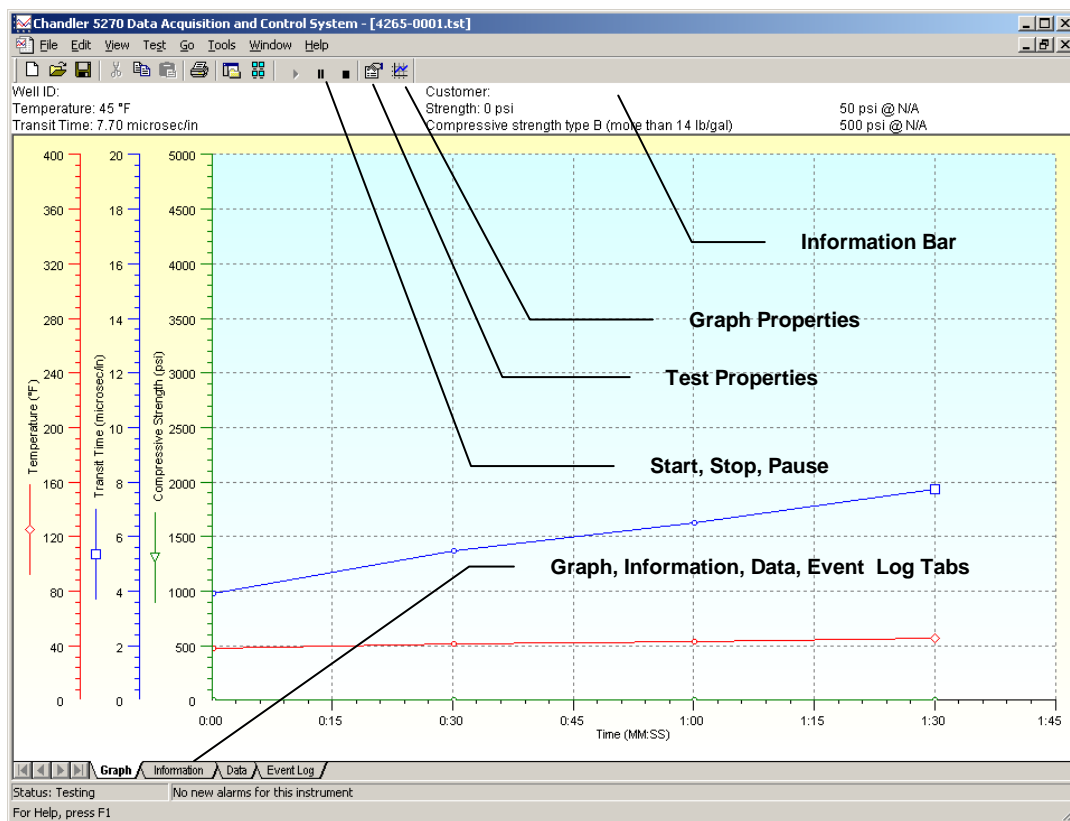 Chandler 5270 Data Acquisition and Control System - [4265-0001.tst]
File Edit View Test Go Tools Window Help
Well ID: Customer:
Temperature: 45 °F Strength: 0 psi 50 psi @ N/A
Transit Time: 7.70 microsec/in Compressive strength type B (more than 14 lb/gal) 500 psi @ N/A
400 20 5000
360 18 4500
Information Bar
320 16 4000
280 14 3500
Graph Properties
240 12 3000
Test Properties
200 10 2500
Start, Stop, Pause
160 8 2000
120 6 1500
Graph, Information, Data, Event Log Tabs
80 4 1000
40 2 500
0 0 0
Temperature (°F)
Transit Time (microsec/in)
Compressive Strength (psi)
0:00 0:15 0:30 0:45 1:00 1:15 1:30 1:45
Time (MM:SS)
Graph Information Data Event Log
Status: Testing No new alarms for this instrument
For Help, press F1